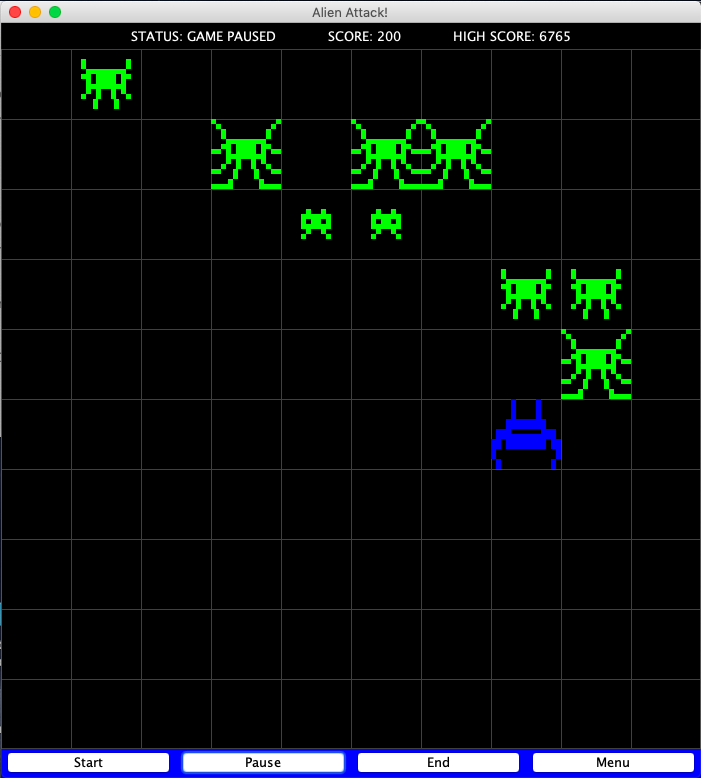 Alien Attack!
STATUS: GAME PAUSED SCORE: 200 HIGH SCORE: 6765
Start Pause End Menu